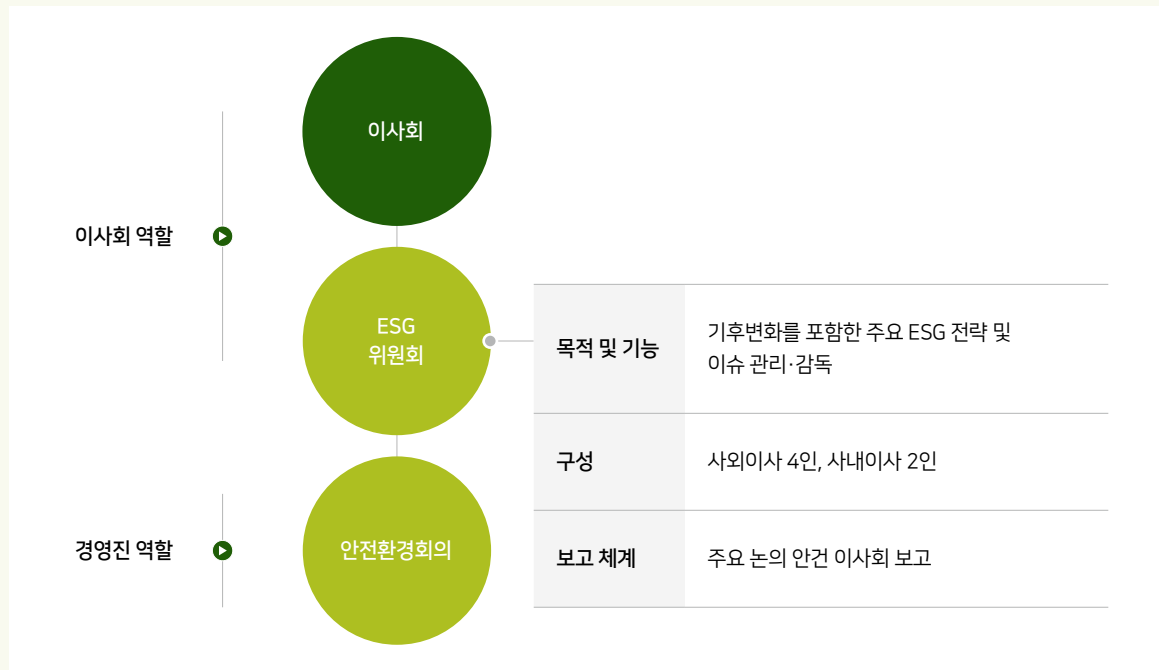 이사회
이사회 역할
ESG
위원회
목적 및 기능
기후변화를 포함한 주요 ESG 전략 및
이슈 관리·감독
구성
사외이사 4인, 사내이사 2인
경영진 역할
안전환경회의
보고 체계
주요 논의 안건 이사회 보고